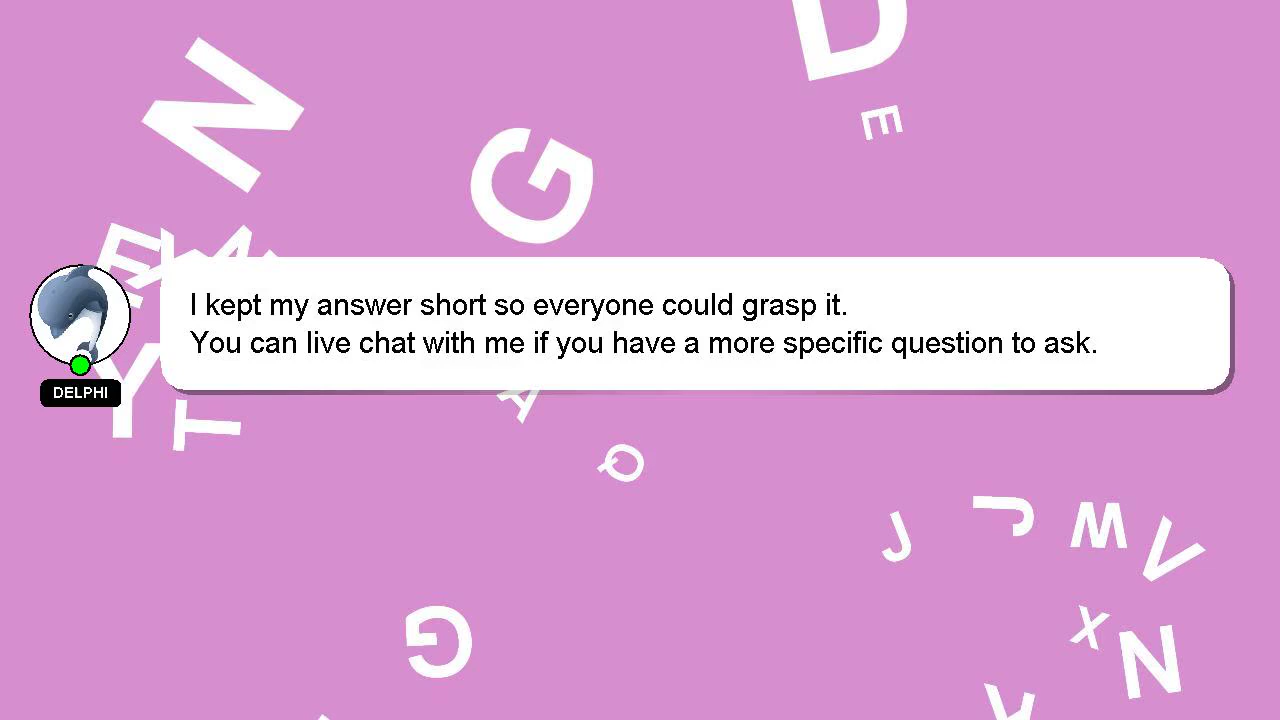 N
D
E
G
E
Y
N
I kept my answer short so everyone could grasp it.
You can live chat with me if you have a more specific question to ask.
DELPHI
Y
T
A
Q
J
J
W
V
X
N
G
A